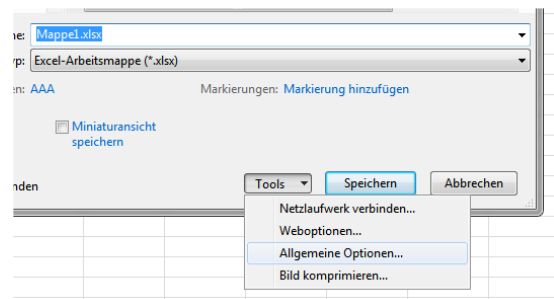 ne: Mappe1.xlsx
yp: Excel-Arbeitsmappe (*.xlsx)
en: AAA Markierungen: Markierung hinzufügen
Miniaturansicht
speichern
nden Tools Speichern Abbrechen
Netzlaufwerk verbinden...
Weboptionen...
Allgemeine Optionen...
Bild komprimieren...